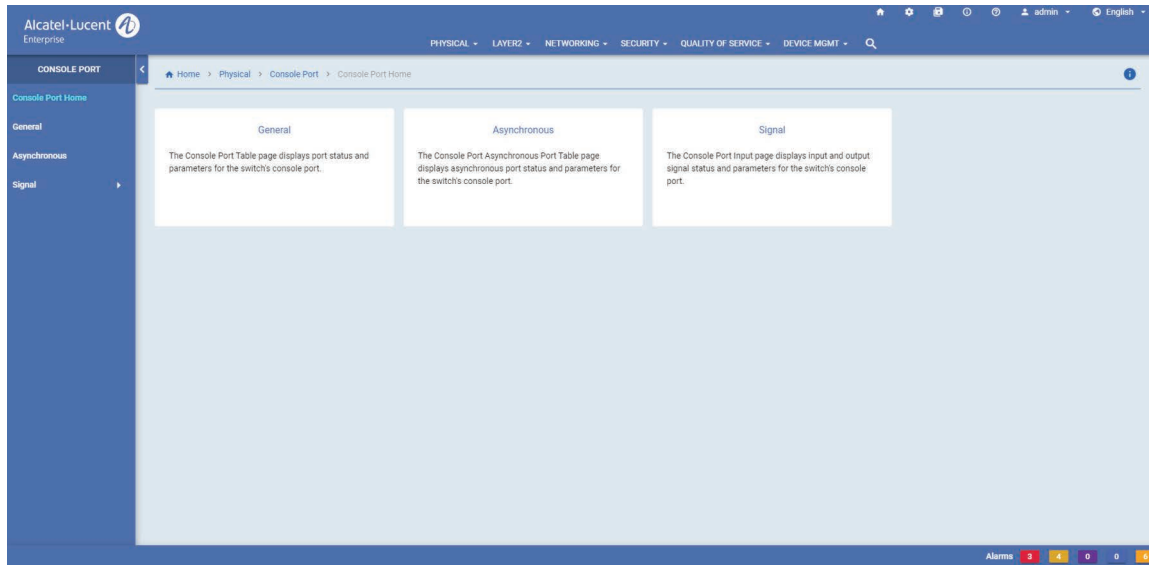 Alcatel·Lucent
Enterprise
admin
English
PHYSICAL
LAYER2
NETWORKING
SECURITY
QUALITY OF SERVICE
DEVICE MGMT
CONSOLE PORT
Home > Physical > Console Port > Console Port Home
Console Port Home
General
Asynchronous
Signal
General
The Console Port Table page displays port status and
parameters for the switch's console port.
Asynchronous
The Console Port Asynchronous Port Table page
displays asynchronous port status and parameters for
the switch's console port.
Signal
The Console Port Input page displays input and output
signal status and parameters for the switch's console
port.
Alarms 3 4 0 0 6